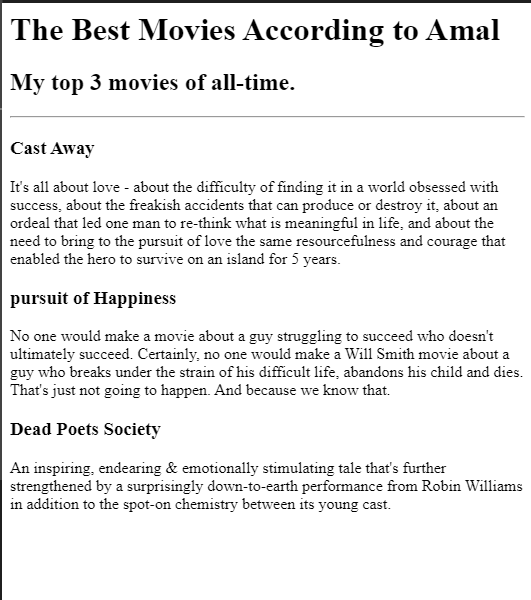 The Best Movies According to Amal
My top 3 movies of all-time.
Cast Away
It's all about love - about the difficulty of finding it in a world obsessed with
success, about the freakish accidents that can produce or destroy it, about an
ordeal that led one man to re-think what is meaningful in life, and about the
need to bring to the pursuit of love the same resourcefulness and courage that
enabled the hero to survive on an island for 5 years.
pursuit of Happiness
No one would make a movie about a guy struggling to succeed who doesn't
ultimately succeed. Certainly, no one would make a Will Smith movie about a
guy who breaks under the strain of his difficult life, abandons his child and dies.
That's just not going to happen. And because we know that.
Dead Poets Society
An inspiring, endearing & emotionally stimulating tale that's further
strengthened by a surprisingly down-to-earth performance from Robin Williams
in addition to the spot-on chemistry between its young cast.